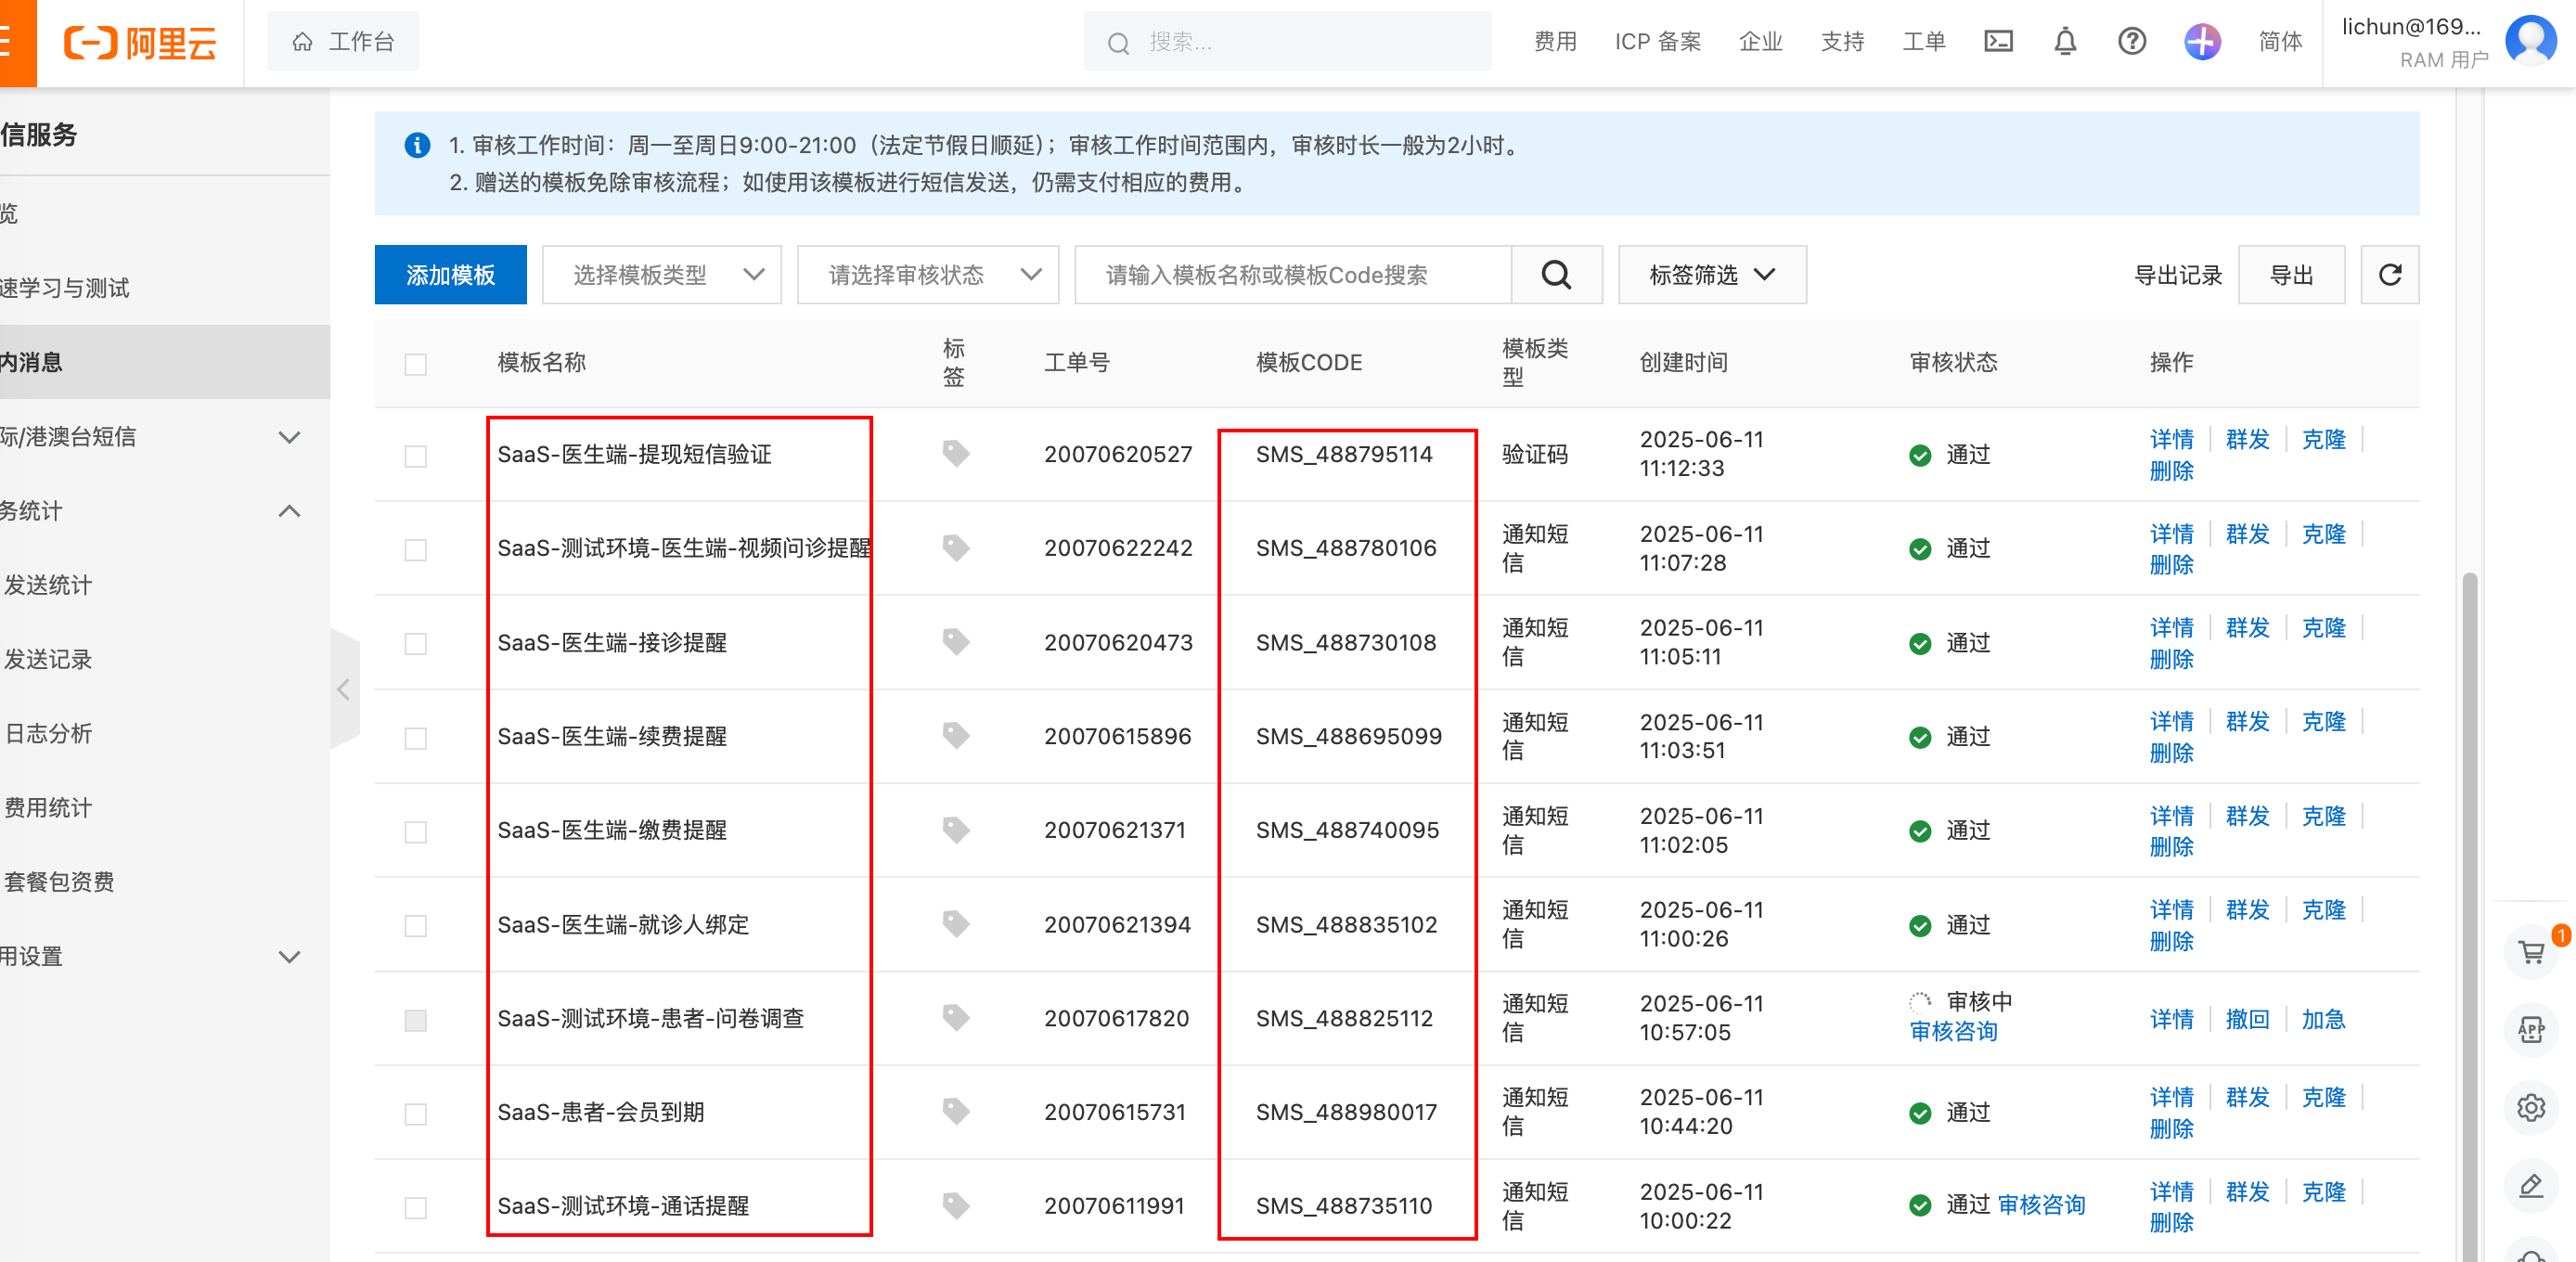 阿里云
工作台
搜索...
费用
ICP 备案
企业
支持
工单
简体
lichun@169...
RAM 用户
信服务
览
速学习与测试
内消息
际/港澳台短信
务统计
发送统计
发送记录
日志分析
费用统计
套餐包资费
用设置
1. 审核工作时间：周一至周日9:00-21:00（法定节假日顺延）；审核工作时间范围内，审核时长一般为2小时。
2. 赠送的模板免除审核流程；如使用该模板进行短信发送，仍需支付相应的费用。
添加模板
选择模板类型
请选择审核状态
请输入模板名称或模板Code搜索
标签筛选
导出记录
导出
模板名称
标
签
工单号
模板CODE
模板类
型
创建时间
审核状态
操作
SaaS-医生端-提现短信验证
20070620527
SMS_488795114
验证码
2025-06-11
11:12:33
通过
详情 群发 克隆
删除
SaaS-测试环境-医生端-视频问诊提醒
20070622242
SMS_488780106
通知短
信
2025-06-11
11:07:28
通过
详情 群发 克隆
删除
SaaS-医生端-接诊提醒
20070620473
SMS_488730108
通知短
信
2025-06-11
11:05:11
通过
详情 群发 克隆
删除
SaaS-医生端-续费提醒
20070615896
SMS_488695099
通知短
信
2025-06-11
11:03:51
通过
详情 群发 克隆
删除
SaaS-医生端-缴费提醒
20070621371
SMS_488740095
通知短
信
2025-06-11
11:02:05
通过
详情 群发 克隆
删除
SaaS-医生端-就诊人绑定
20070621394
SMS_488835102
通知短
信
2025-06-11
11:00:26
通过
详情 群发 克隆
删除
SaaS-测试环境-患者-问卷调查
20070617820
SMS_488825112
通知短
信
2025-06-11
10:57:05
审核中
审核咨询
详情 撤回 加急
SaaS-患者-会员到期
20070615731
SMS_488980017
通知短
信
2025-06-11
10:44:20
通过
详情 群发 克隆
删除
SaaS-测试环境-通话提醒
20070611991
SMS_488735110
通知短
信
2025-06-11
10:00:22
通过 审核咨询
详情 群发 克隆
删除
1
APP